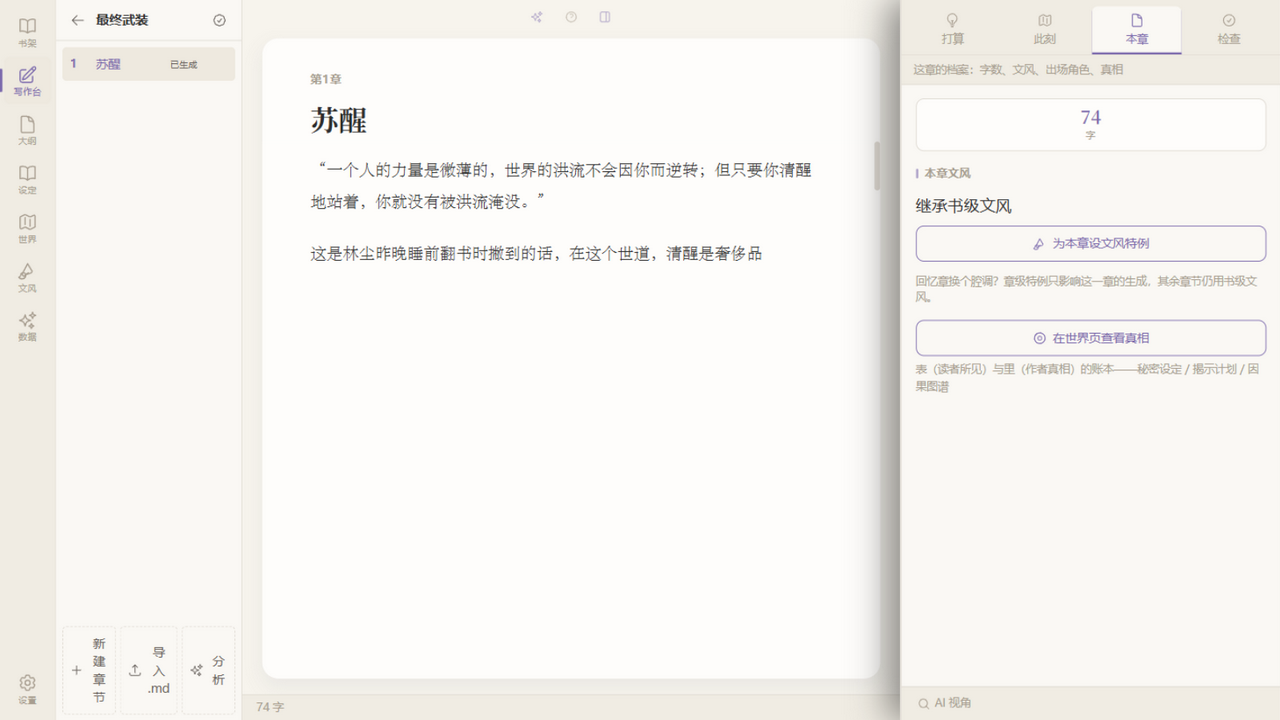 书架
写作台
大纲
设定
世界
文风
数据
设置
最终武装
1 苏醒 已生成
新建章节
导入.md
分析
第1章
苏醒
“一个人的力量是微薄的，世界的洪流不会因你而逆转；但只要你清醒
地站着，你就没有被洪流淹没。”
这是林尘昨晚睡前翻书时撇到的话，在这个世道，清醒是奢侈品
74 字
打算
此刻
本章
检查
这章的档案：字数、文风、出场角色、真相
74
字
本章文风
继承书级文风
为本章设文风特例
回忆章换个腔调？章级特例只影响这一章的生成，其余章节仍用书级文
风。
在世界页查看真相
表（读者所见）与里（作者真相）的账本——秘密设定 / 揭示计划 / 因
果图谱
AI 视角